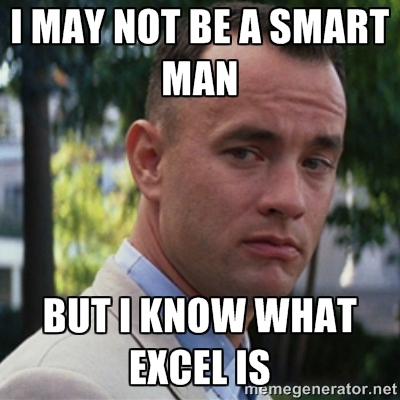 I MAY NOT BE A SMART
MAN
BUT I KNOW WHAT
EXCEL IS
memegenerator.net